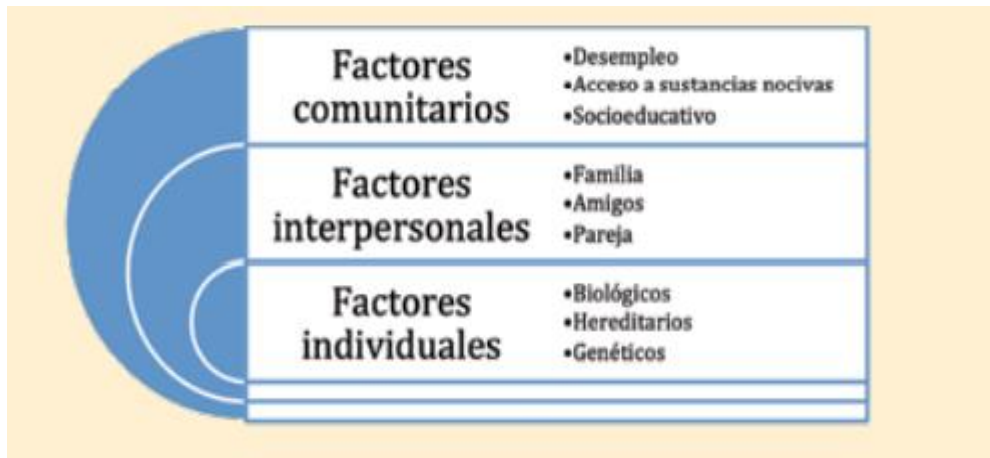 Factores
comunitarios
•Desempleo
•Acceso a sustancias nocivas
•Socioeducativo
Factores
interpersonales
•Familia
•Amigos
•Pareja
Factores
individuales
•Biológicos
•Hereditarios
•Genéticos